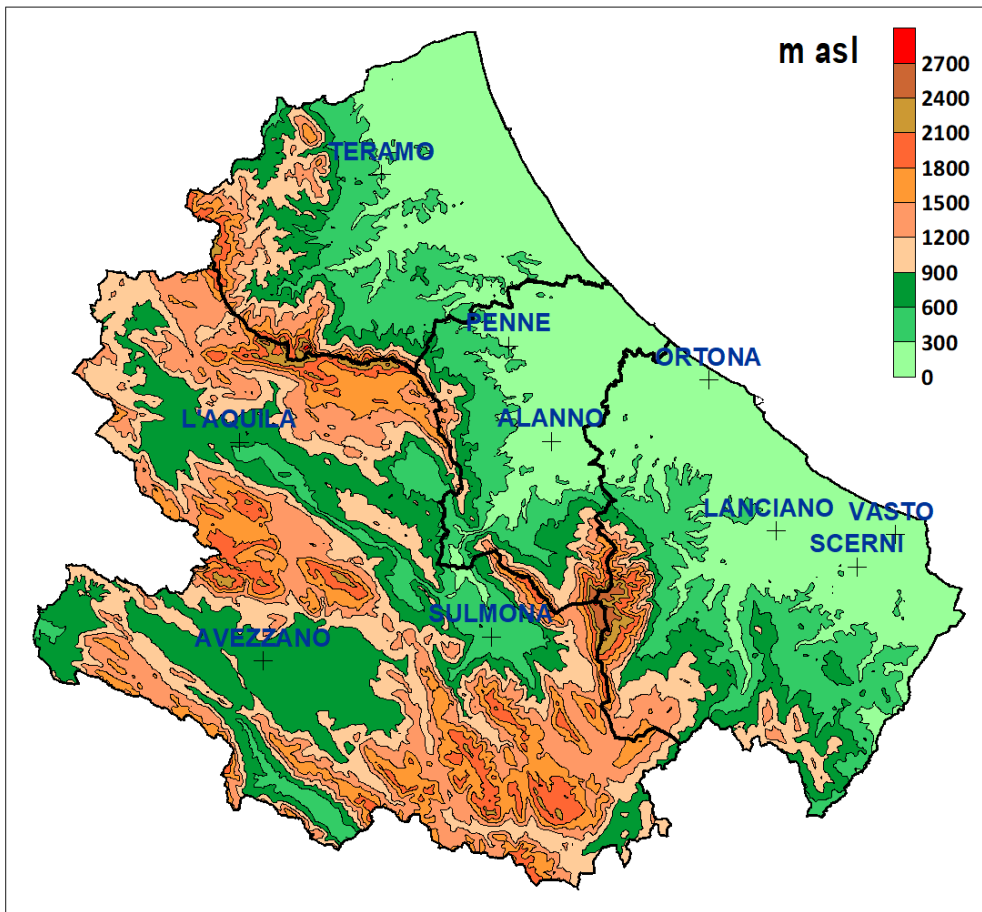 m asl
2700
2400
2100
1800
1500
1200
900
600
300
0
TERAMO
PENNE
ORTONA
L'AQUILA
ALANNO
LANCIANO
VASTO
SCERNI
SULMONA
AVEZZANO